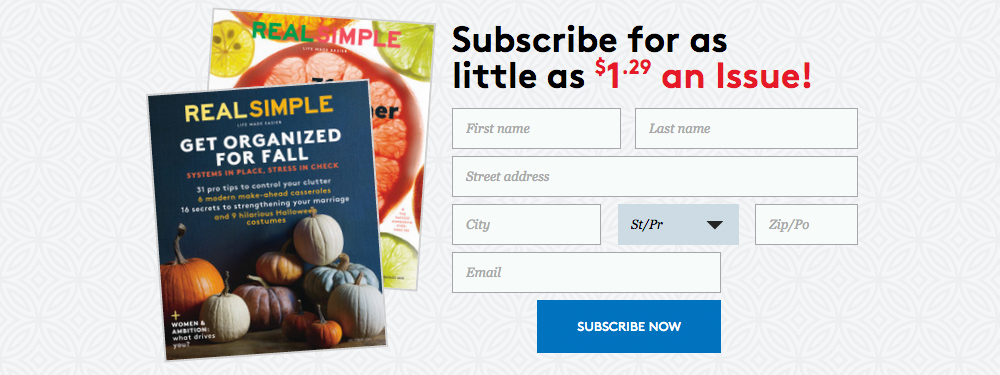 REAL SIMPLE
LIFE MADE EASIER
REAL SIMPLE
LIFE MADE EASIER
GET ORGANIZED
FOR FALL
SYSTEMS IN PLACE, STRESS IN CHECK
31 pro tips to control your clutter
6 modern make-ahead casseroles
16 secrets to strengthening your marriage
and 9 hilarious Halloween
costumes
+
WOMEN &
AMBITION:
what drives
you?
Subscribe for as
little as $1.29 an Issue!
First name
Last name
Street address
City
St/Pr
Zip/Po
Email
SUBSCRIBE NOW